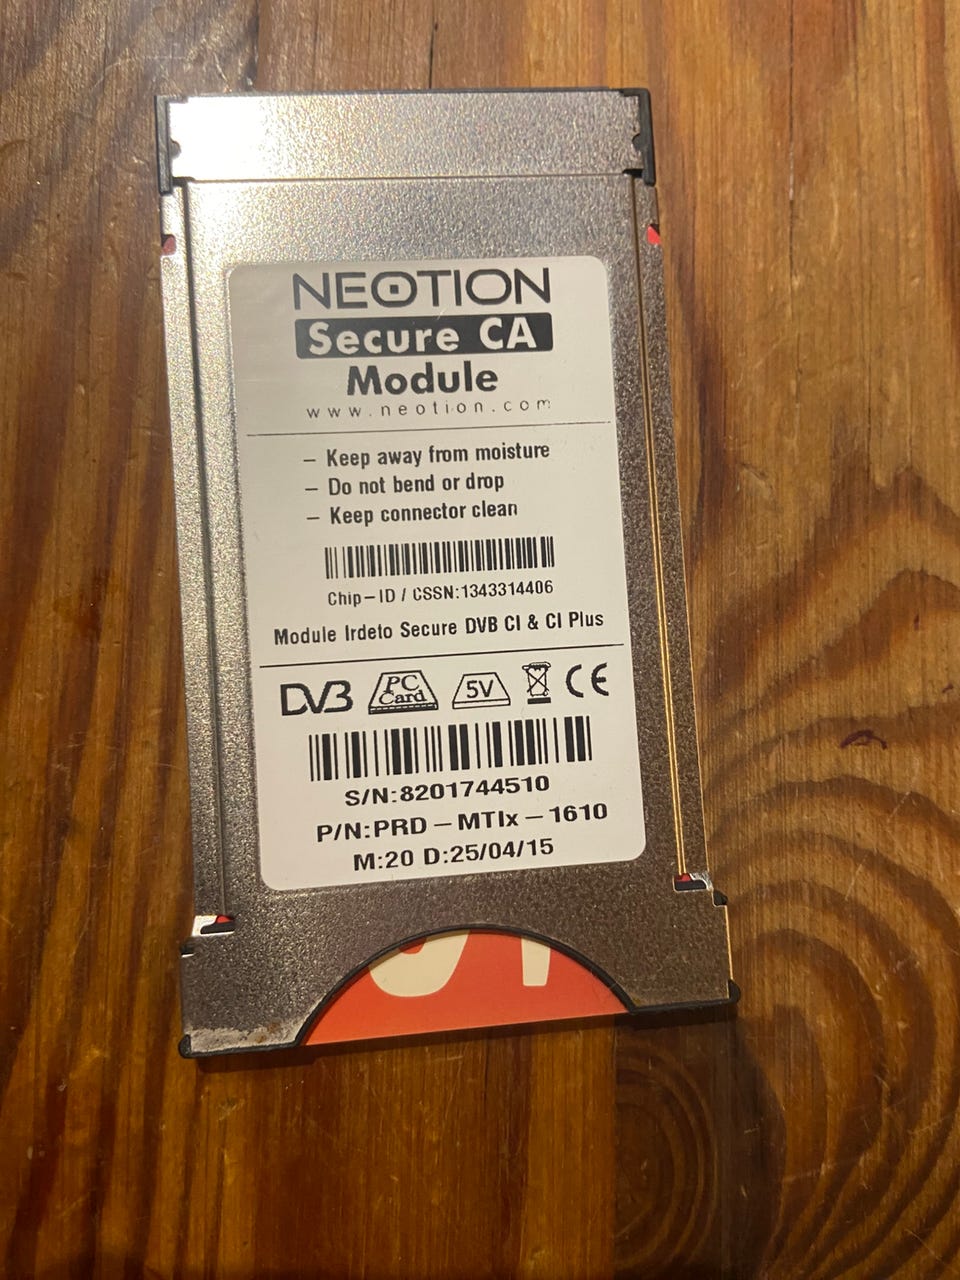 NEOTION
Secure CA
Module
www.neotion.com
– Keep away from moisture
– Do not bend or drop
– Keep connector clean
Chip–ID / CSSN:1343314406
Module Irdeto Secure DVB CI & CI Plus
DVB PC Card 5V CE
S/N:8201744510
P/N:PRD – MTIx – 1610
M:20 D:25/04/15